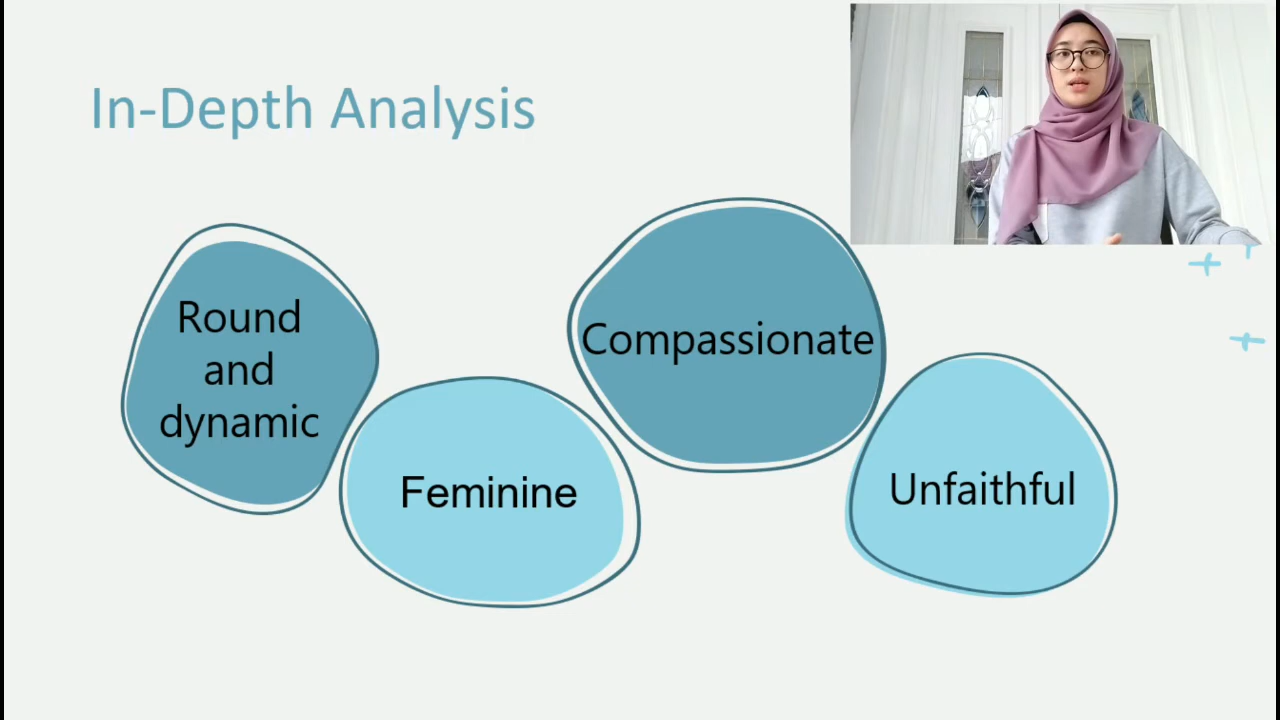 In-Depth Analysis
Round
and
dynamic
Feminine
Compassionate
Unfaithful